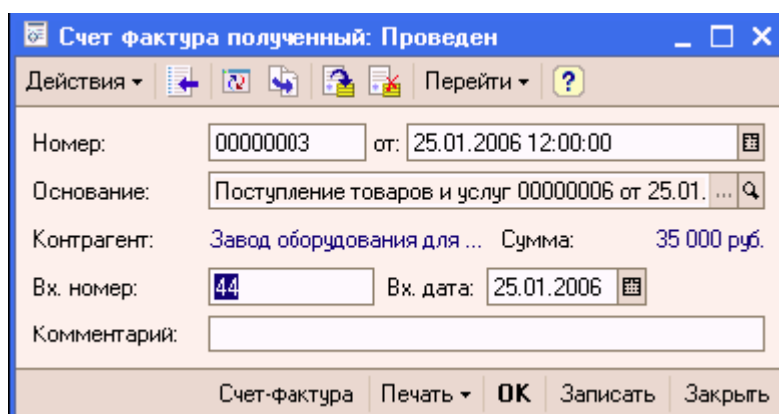 Счет фактура полученный: Проведен
Действия Перейти ?
Номер: 00000003 от: 25.01.2006 12:00:00
Основание: Поступление товаров и услуг 00000006 от 25.01. ...
Контрагент: Завод оборудования для ... Сумма: 35 000 руб.
Вх. номер: 44 Вх. дата: 25.01.2006
Комментарий:
Счет-фактура Печать OK Записать Закрыть